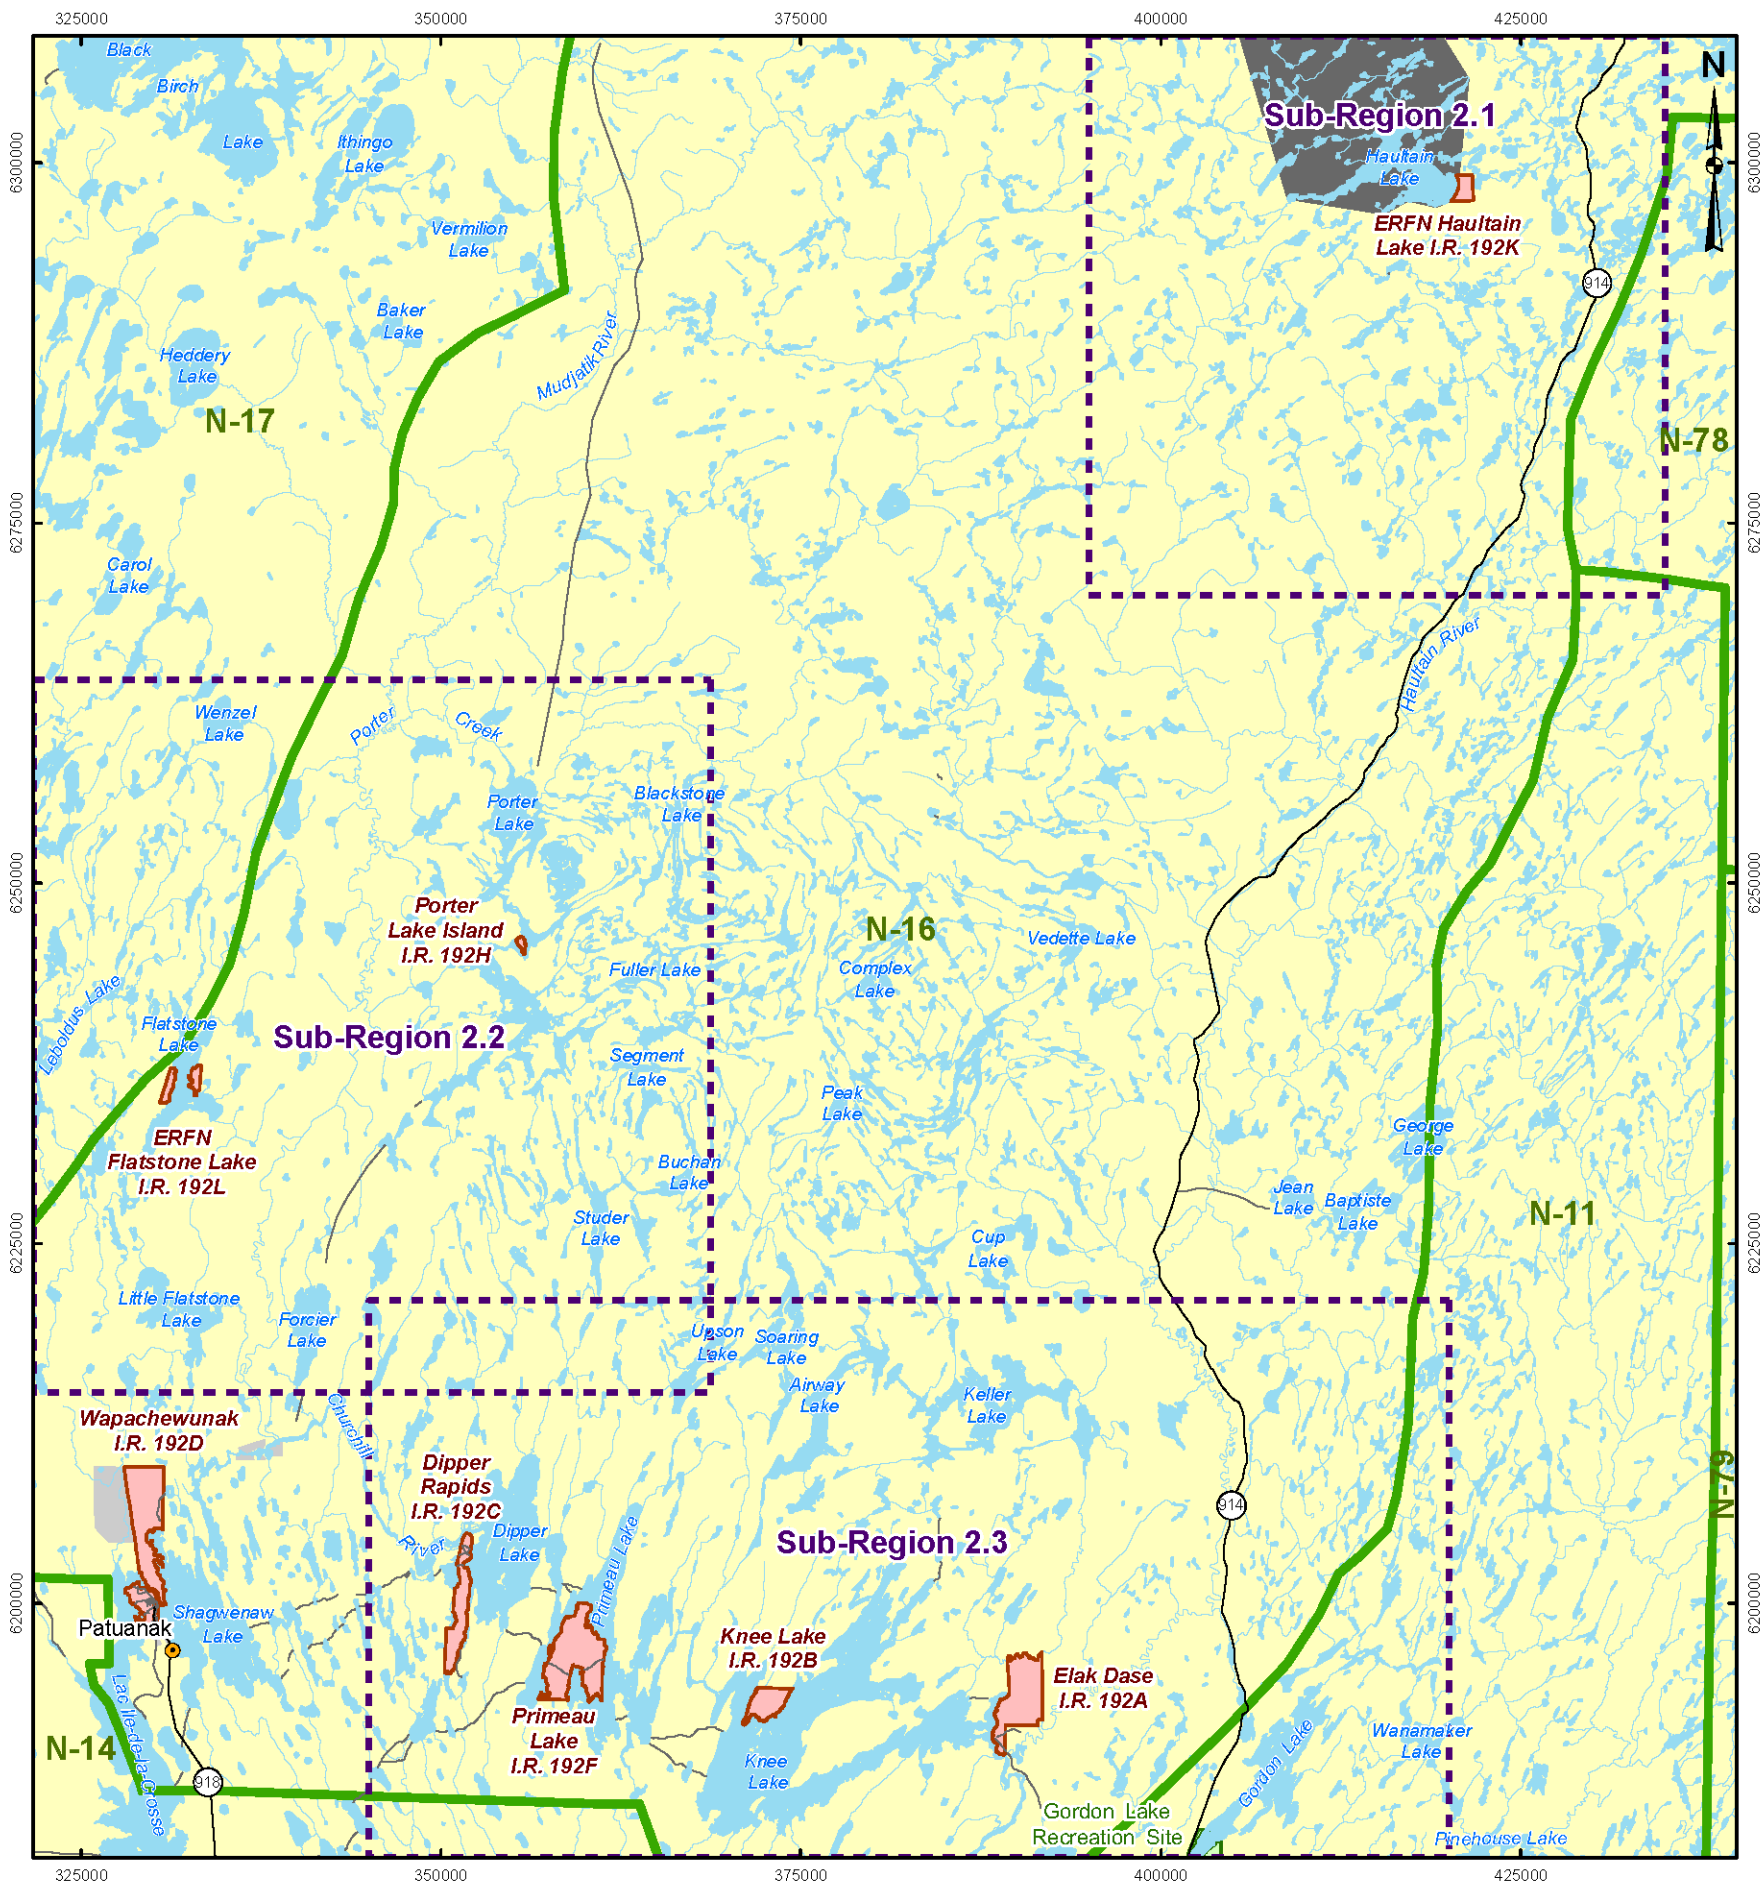 325000
350000
375000
400000
425000
Black
Birch
Lake
Ithingo
Lake
N
Sub-Region 2.1
Haultain
Lake
ERFN Haultain
Lake I.R. 192K
6300000
6300000
Vermilion
Lake
914
Baker
Lake
Mudjatik River
Heddery
Lake
N-17
N-78
6275000
6275000
Carol
Lake
Haultain River
Wenzel
Lake
Porter
Creek
Porter
Lake
Blackstone
Lake
6250000
6250000
Porter
Lake Island
I.R. 192H
N-16
Vedette Lake
Fuller Lake
Complex
Lake
Leboldus Lake
Flatstone
Lake
Sub-Region 2.2
Segment
Lake
Peak
Lake
George
Lake
ERFN
Flatstone Lake
I.R. 192L
Buchan
Lake
Jean
Lake
Baptiste
Lake
N-11
Studer
Lake
Cup
Lake
6225000
6225000
Little Flatstone
Lake
Forcier
Lake
Upson
Lake
Soaring
Lake
Airway
Lake
Keller
Lake
Churchill
River
Wapachewunak
I.R. 192D
Dipper
Rapids
I.R. 192C
Dipper
Lake
Primeau Lake
914
N-79
Sub-Region 2.3
6200000
6200000
Patuanak
Shagwenaw
Lake
Knee Lake
I.R. 192B
Elak Dase
I.R. 192A
Primeau
Lake
I.R. 192F
N-14
Lac Ile-de-la-Crosse
918
Knee
Lake
Gordon Lake
Wanamaker
Lake
Gordon Lake
Recreation Site
Pinehouse Lake
325000
350000
375000
400000
425000